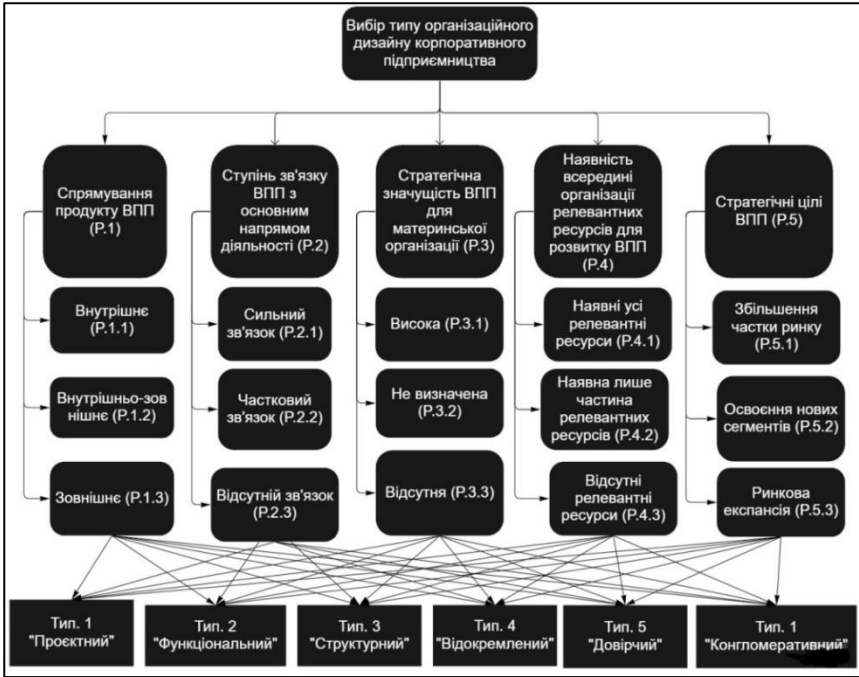 Вибір типу організаційного
дизайну корпоративного
підприємництва
Спрямування
продукту ВПП
(Р.1)
Внутрішнє
(Р.1.1)
Внутрішньо-зов
нішнє (Р.1.2)
Зовнішнє (Р.1.3)
Ступінь зв'язку
ВПП з
основним
напрямом
діяльності (Р.2)
Сильний
зв'язок (Р.2.1)
Частковий
зв'язок (Р.2.2)
Відсутній зв'язок
(Р.2.3)
Стратегічна
значущість ВПП
для
материнської
організації (Р.3)
Висока (Р.3.1)
Не визначена
(Р.3.2)
Відсутня (Р.3.3)
Наявність
всередині
організації
релевантних
ресурсів для
розвитку ВПП
(Р.4)
Наявні усі
релевантні
ресурси (Р.4.1)
Наявна лише
частина
релевантних
ресурсів (Р.4.2)
Відсутні
релевантні
ресурси (Р.4.3)
Стратегічні цілі
ВПП (Р.5)
Збільшення
частки ринку
(Р.5.1)
Освоєння нових
сегментів (Р.5.2)
Ринкова
експансія (Р.5.3)
Тип. 1
"Проєктний"
Тип. 2
"Функціональний"
Тип. 3
"Структурний"
Тип. 4
"Відокремлений"
Тип. 5
"Довірчий"
Тип. 1
"Конгломеративний"